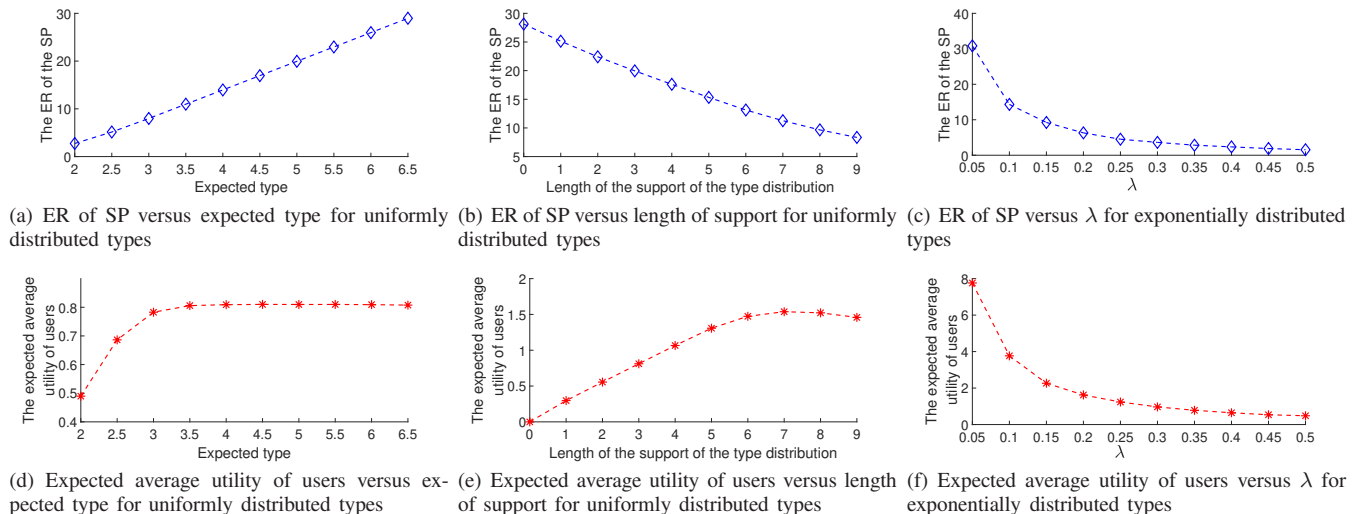 30
20
10
0
The ER of the SP
2 2.5 3 3.5 4 4.5 5 5.5 6 6.5
Expected type
(a) ER of SP versus expected type for uniformly
distributed types
30
25
20
15
10
5
The ER of the SP
0 1 2 3 4 5 6 7 8 9
Length of the support of the type distribution
(b) ER of SP versus length of support for uniformly
distributed types
40
30
20
10
0
The ER of the SP
0.05 0.1 0.15 0.2 0.25 0.3 0.35 0.4 0.45 0.5
λ
(c) ER of SP versus λ for exponentially distributed
types
0.8
0.7
0.6
0.5
0.4
The expected average
utility of users
2 2.5 3 3.5 4 4.5 5 5.5 6 6.5
Expected type
(d) Expected average utility of users versus ex-
pected type for uniformly distributed types
2
1.5
1
0.5
0
The expected average
utility of users
0 1 2 3 4 5 6 7 8 9
Length of the support of the type distribution
(e) Expected average utility of users versus length
of support for uniformly distributed types
8
6
4
2
0
The expected average
utility of users
0.05 0.1 0.15 0.2 0.25 0.3 0.35 0.4 0.45 0.5
λ
(f) Expected average utility of users versus λ for
exponentially distributed types